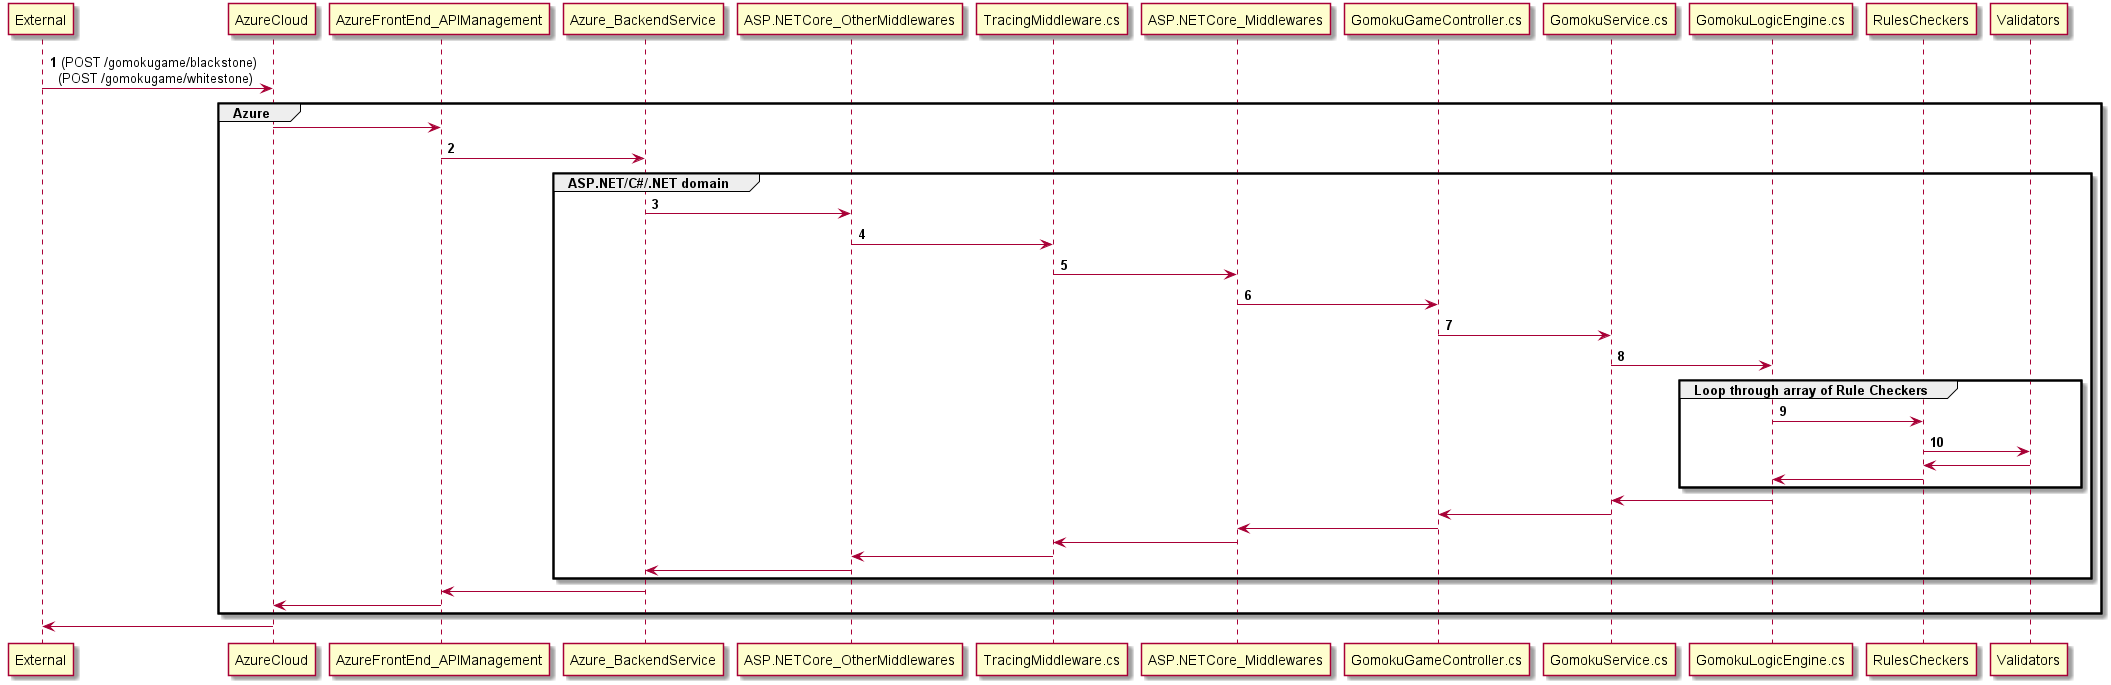 External AzureCloud AzureFrontEnd_APIManagement Azure_BackendService ASP.NETCore_OtherMiddlewares TracingMiddleware.cs ASP.NETCore_Middlewares GomokuGameController.cs GomokuService.cs GomokuLogicEngine.cs RulesCheckers Validators
1 (POST /gomokugame/blackstone)
(POST /gomokugame/whitestone)
Azure
2
ASP.NET/C#/.NET domain
3
4
5
6
7
8
Loop through array of Rule Checkers
9
10
External AzureCloud AzureFrontEnd_APIManagement Azure_BackendService ASP.NETCore_OtherMiddlewares TracingMiddleware.cs ASP.NETCore_Middlewares GomokuGameController.cs GomokuService.cs GomokuLogicEngine.cs RulesCheckers Validators